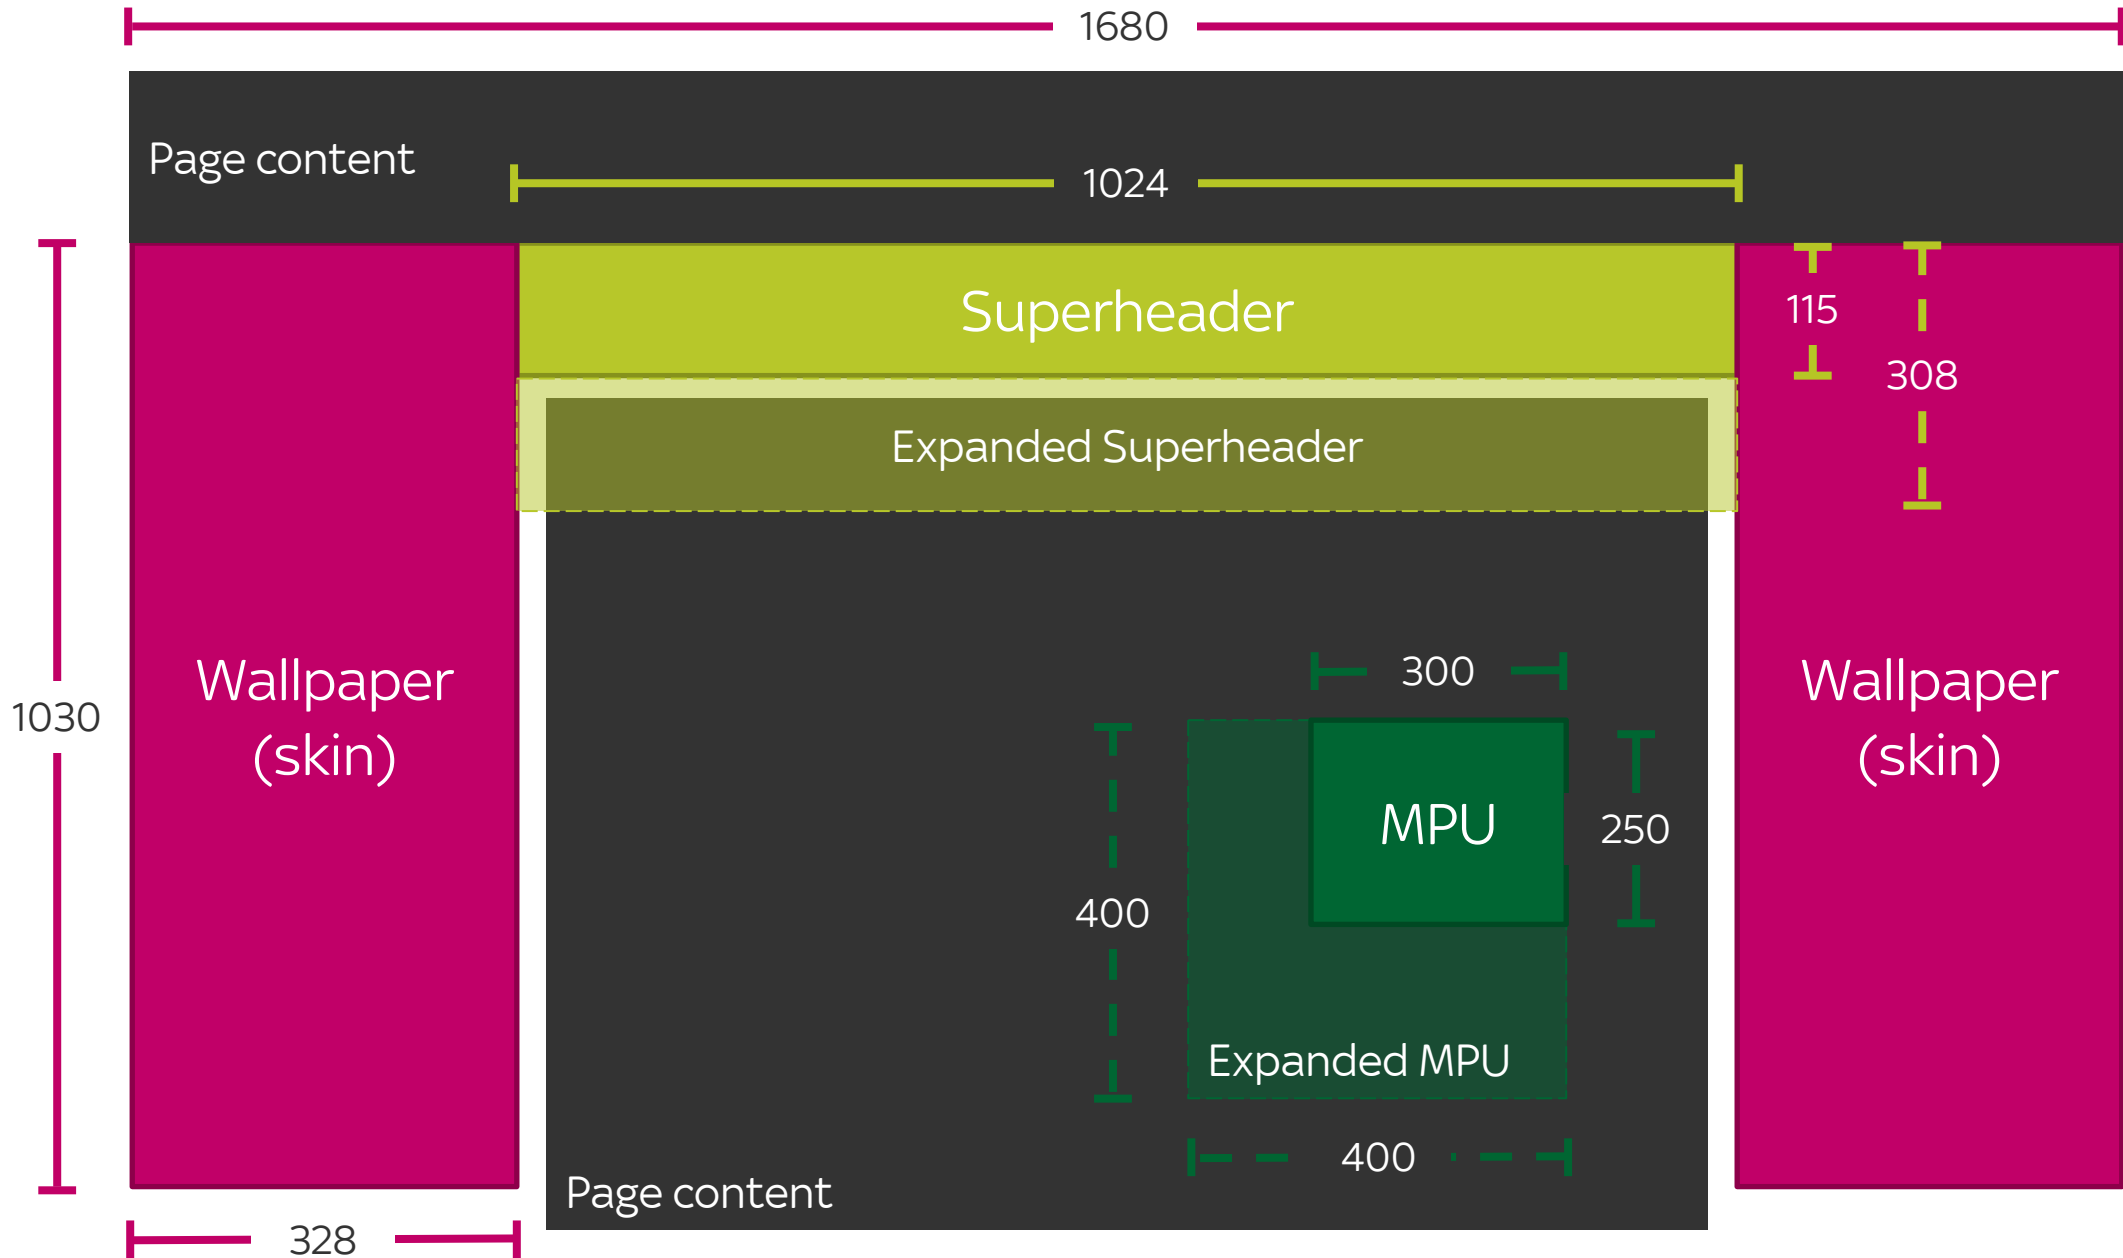 1680
Page content
1024
Superheader
115
308
Expanded Superheader
Wallpaper
(skin)
1030
300
Wallpaper
(skin)
MPU
250
400
Expanded MPU
400
Page content
328